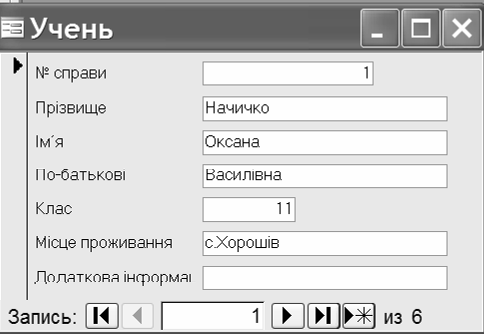 Учень
№ справи 1
Прізвище Начичко
Ім´я Оксана
По-батькові Василівна
Клас 11
Місце проживання с.Хорошів
Додаткова інформаі
Запись: 1 из 6